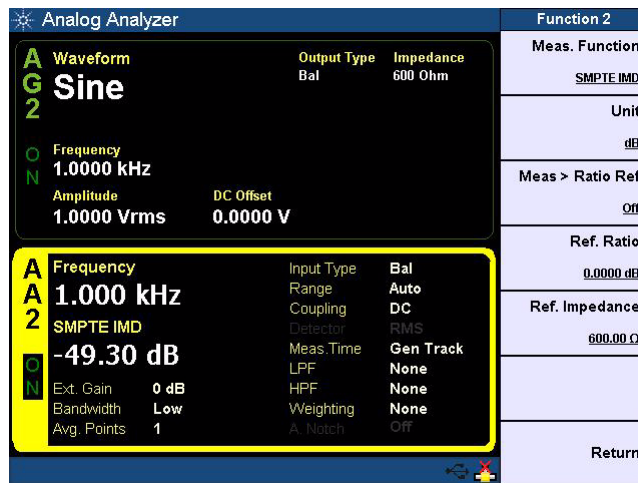 Analog Analyzer
Function 2
AG2
ON
Waveform
Sine
Output Type Impedance
Bal 600 Ohm
Frequency
1.0000 kHz
Amplitude DC Offset
1.0000 Vrms 0.0000 V
AA2
ON
Frequency
1.000 kHz
SMPTE IMD
-49.30 dB
Ext. Gain 0 dB
Bandwidth Low
Avg. Points 1
Input Type Bal
Range Auto
Coupling DC
Detector RMS
Meas.Time Gen Track
LPF None
HPF None
Weighting None
A. Notch Off
Meas. Function
SMPTE IMD
Unit
dB
Meas > Ratio Ref
Off
Ref. Ratio
0.0000 dB
Ref. Impedance
600.00 Ω
Return